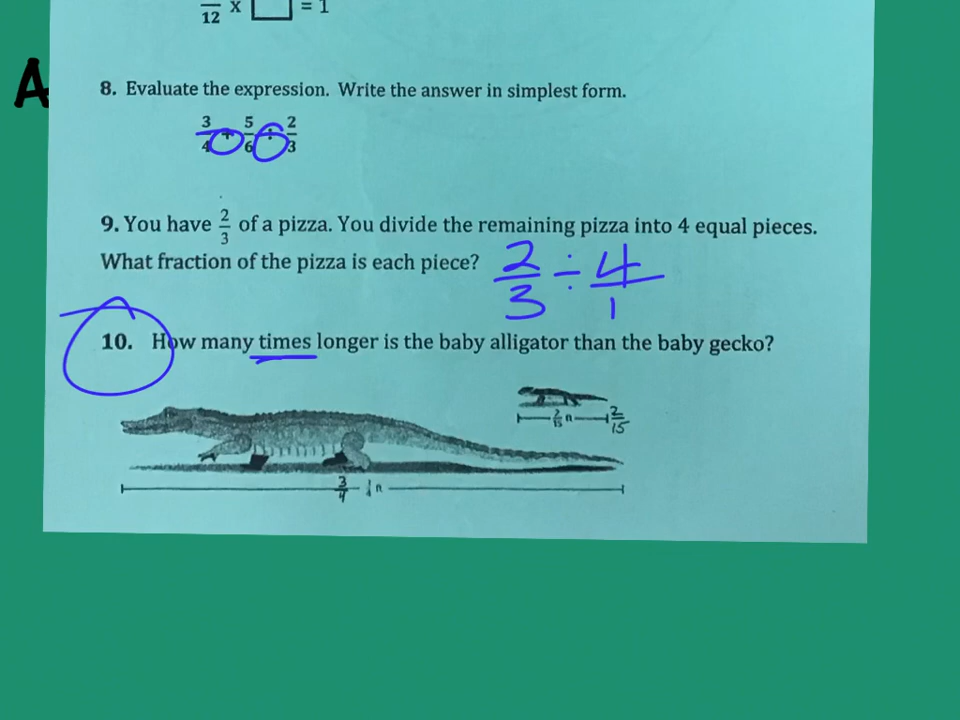 12 x = 1
A
8. Evaluate the expression. Write the answer in simplest form.
3/4 + 5/6 ÷ 2/3
9. You have 2/3 of a pizza. You divide the remaining pizza into 4 equal pieces.
What fraction of the pizza is each piece? 2/3 ÷ 4/1
10. How many times longer is the baby alligator than the baby gecko?
2/15 ft 2/15
3/4